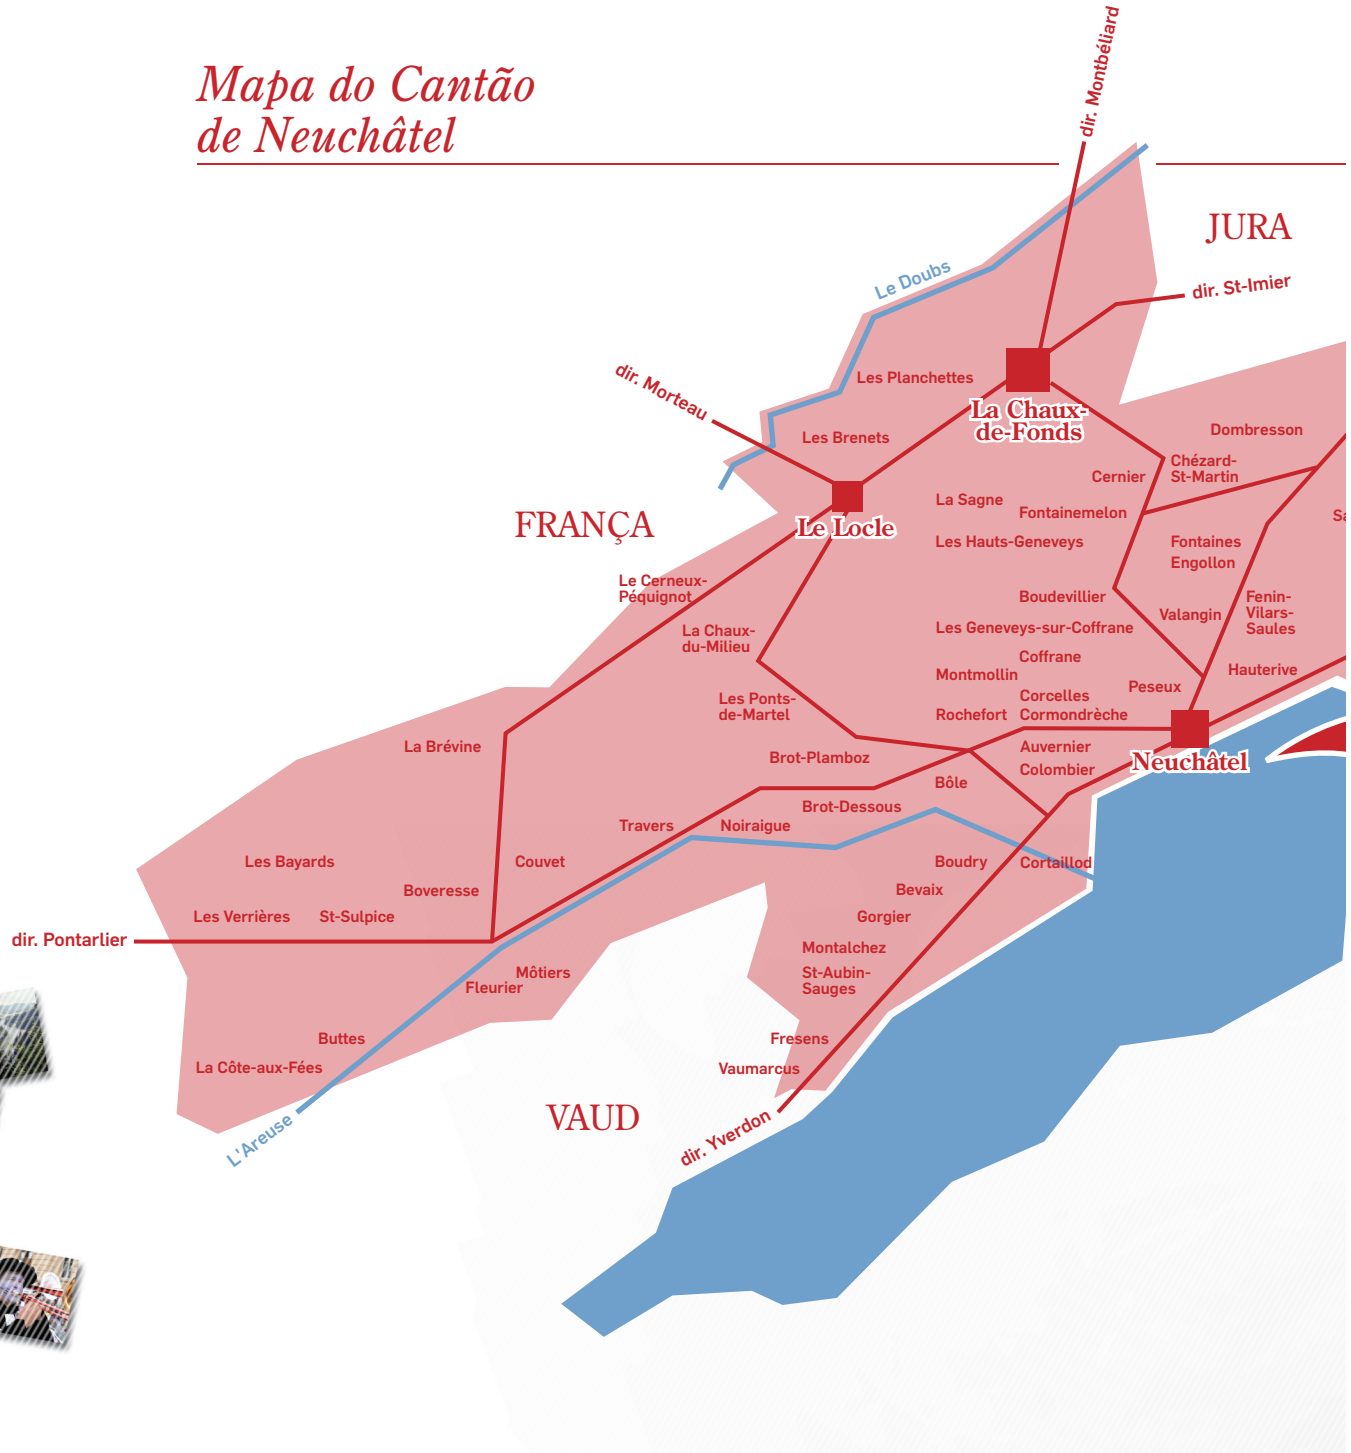 Mapa do Cantão
de Neuchâtel
dir. Montbéliard
JURA
dir. St-Imier
Le Doubs
dir. Morteau
Les Planchettes
La Chaux-
de-Fonds
Les Brenets
Dombresson
Chézard-
St-Martin
Cernier
La Sagne
Fontainemelon
Sa
FRANÇA
Le Locle
Les Hauts-Geneveys
Fontaines
Engollon
Le Cerneux-
Péquignot
Boudevillier
Fenin-
Vilars-
Saules
Valangin
La Chaux-
du-Milieu
Les Geneveys-sur-Coffrane
Coffrane
Montmollin
Hauterive
Peseux
Corcelles
Les Ponts-
de-Martel
Rochefort
Cormondrèche
La Brévine
Auvernier
Brot-Plamboz
Colombier
Neuchâtel
Bôle
Brot-Dessous
Travers
Noiraigue
Les Bayards
Couvet
Boudry
Cortaillod
Boveresse
Bevaix
Les Verrières
St-Sulpice
Gorgier
dir. Pontarlier
Montalchez
Môtiers
St-Aubin-
Sauges
Fleurier
Buttes
Fresens
La Côte-aux-Fées
Vaumarcus
VAUD
L'Areuse
dir. Yverdon